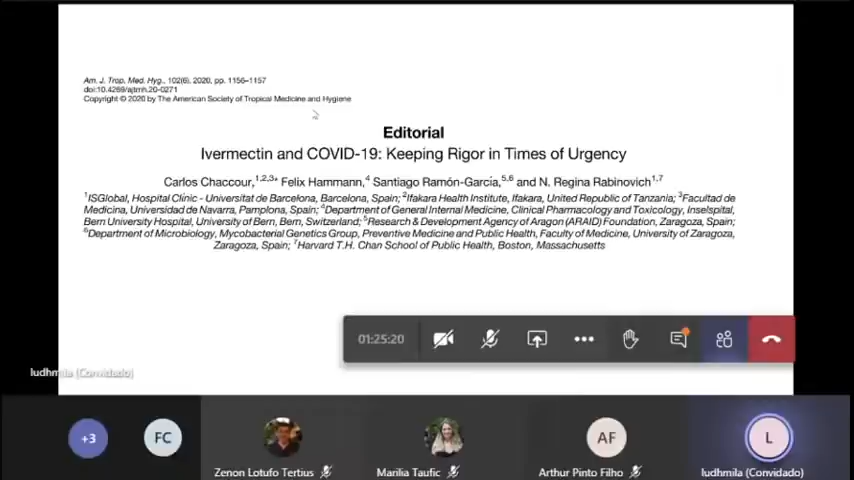 Am. J. Trop. Med. Hyg., 102(6), 2020, pp. 1156–1157
doi:10.4269/ajtmh.20-0271
Copyright © 2020 by The American Society of Tropical Medicine and Hygiene
Editorial
Ivermectin and COVID-19: Keeping Rigor in Times of Urgency
Carlos Chaccour,1,2,3* Felix Hammann,4 Santiago Ramón-García,5,6 and N. Regina Rabinovich1,7
1ISGlobal, Hospital Clínic - Universitat de Barcelona, Barcelona, Spain; 2Ifakara Health Institute, Ifakara, United Republic of Tanzania; 3Facultad de
Medicina, Universidad de Navarra, Pamplona, Spain; 4Department of General Internal Medicine, Clinical Pharmacology and Toxicology, Inselspital,
Bern University Hospital, University of Bern, Bern, Switzerland; 5Research & Development Agency of Aragon (ARAID) Foundation, Zaragoza, Spain;
6Department of Microbiology, Mycobacterial Genetics Group, Preventive Medicine and Public Health, Faculty of Medicine, University of Zaragoza,
Zaragoza, Spain; 7Harvard T.H. Chan School of Public Health, Boston, Massachusetts
01:25:20
ludhmila (Convidado)
+3
FC
AF
L
Zenon Lotufo Tertius
Marilia Taufic
Arthur Pinto Filho
ludhmila (Convidado)